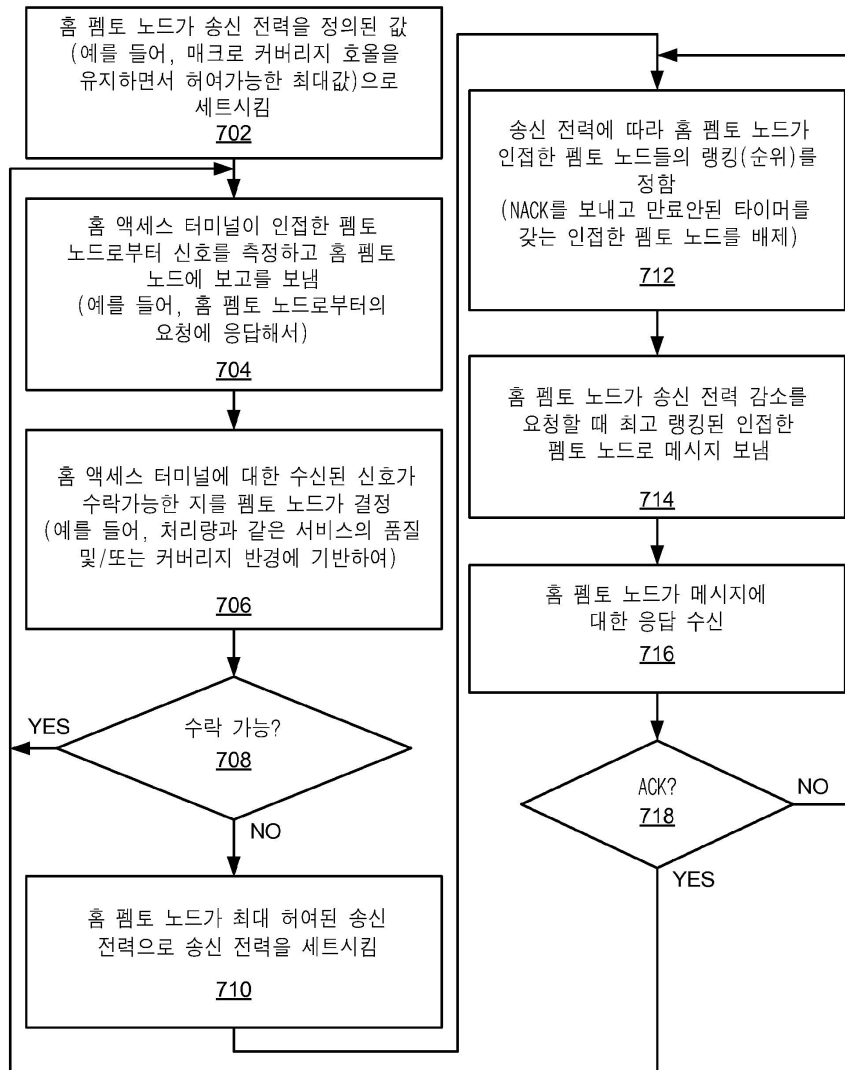 홈 펨토 노드가 송신 전력을 정의된 값
(예를 들어, 매크로 커버리지 호올을
유지하면서 허여가능한 최대값)으로
세트시킴
702
홈 액세스 터미널이 인접한 펨토
노드로부터 신호를 측정하고 홈 펨토
노드에 보고를 보냄
(예를 들어, 홈 펨토 노드로부터의
요청에 응답해서)
704
홈 액세스 터미널에 대한 수신된 신호가
수락가능한 지를 펨토 노드가 결정
(예를 들어, 처리량과 같은 서비스의 품질
및/또는 커버리지 반경에 기반하여)
706
YES
수락 가능?
708
NO
홈 펨토 노드가 최대 허여된 송신
전력으로 송신 전력을 세트시킴
710
송신 전력에 따라 홈 펨토 노드가
인접한 펨토 노드들의 랭킹(순위)를
정함
(NACK를 보내고 만료안된 타이머를
갖는 인접한 펨토 노드를 배제)
712
홈 펨토 노드가 송신 전력 감소를
요청할 때 최고 랭킹된 인접한
펨토 노드로 메시지 보냄
714
홈 펨토 노드가 메시지에
대한 응답 수신
716
ACK?
718
NO
YES